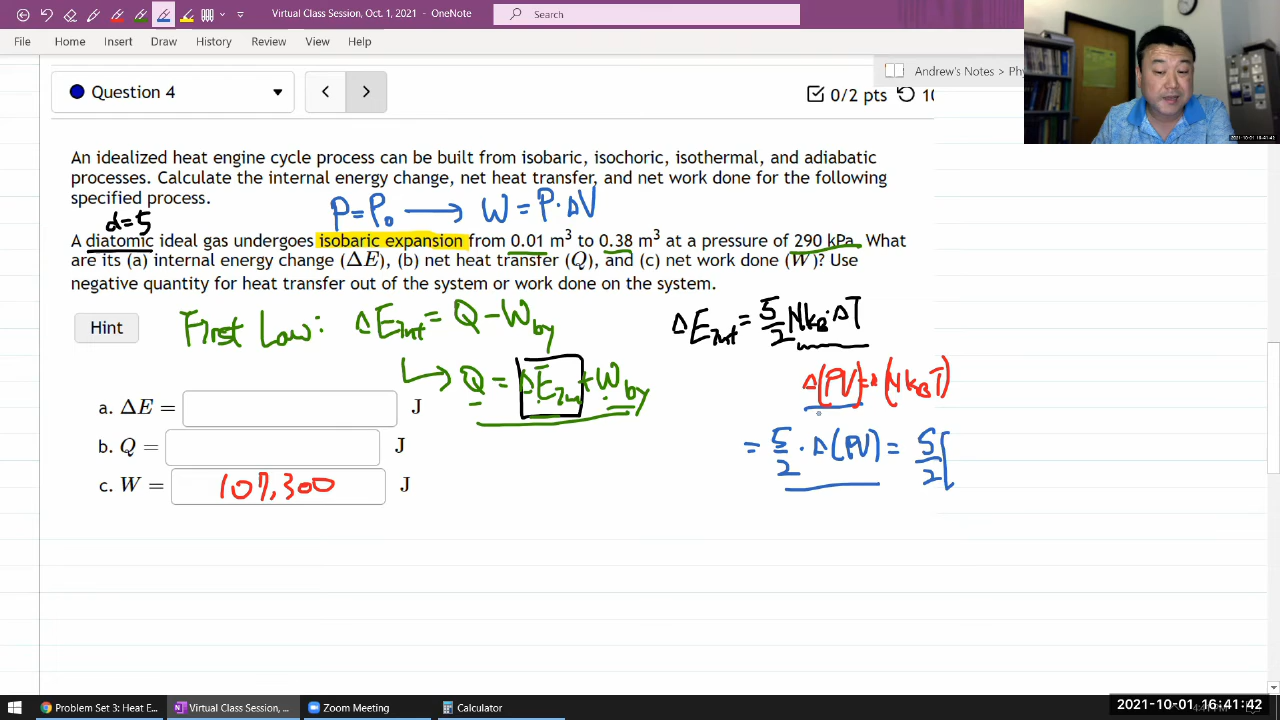 Virtual Class Session, Oct. 1, 2021 - OneNote
Search
File Home Insert Draw History Review View Help
Andrew's Notes > Ph
Question 4
0/2 pts
10
2021-10-01 16:41:42
An idealized heat engine cycle process can be built from isobaric, isochoric, isothermal, and adiabatic
processes. Calculate the internal energy change, net heat transfer, and net work done for the following
specified process.
P=P₀ → W = P·ΔV
d=5
A diatomic ideal gas undergoes isobaric expansion from 0.01 m³ to 0.38 m³ at a pressure of 290 kPa. What
are its (a) internal energy change (ΔE), (b) net heat transfer (Q), and (c) net work done (W)? Use
negative quantity for heat transfer out of the system or work done on the system.
Hint
First Law: ΔE_Int = Q - W_by
ΔE_Int = 5/2 Nk_B·ΔT
↳ Q = ΔE_Int + W_by
Δ(PV) = Δ(Nk_BT)
a. ΔE = J
= 5/2 · Δ(PV) = 5/2 [
b. Q = J
c. W = 107,300 J
Problem Set 3: Heat E...
Virtual Class Session, ...
Zoom Meeting
Calculator
2021-10-01 16:41:42